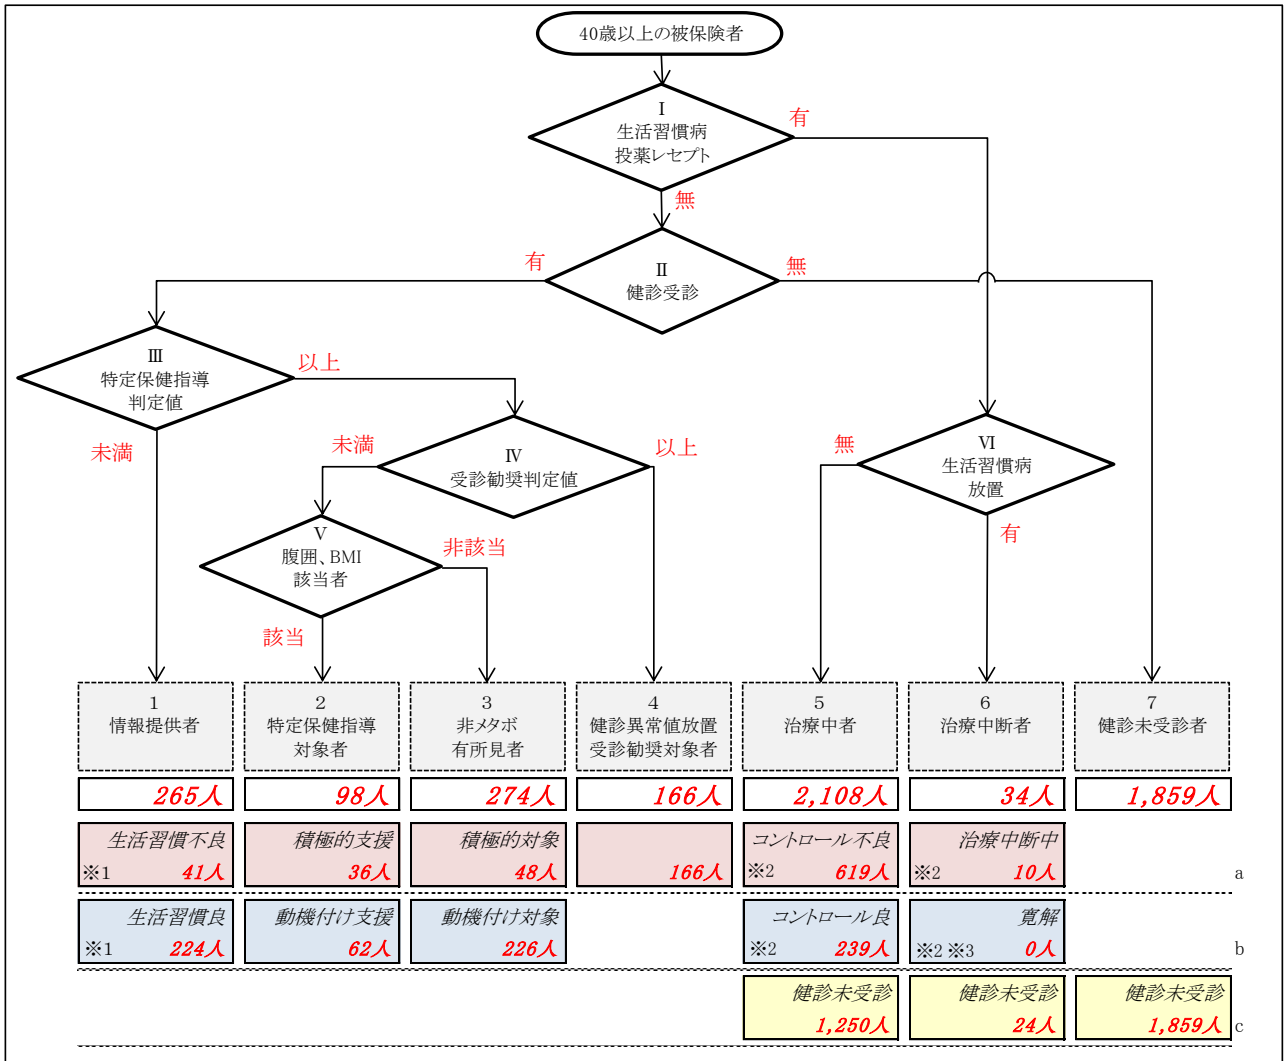 40歳以上の被保険者
Ⅰ
生活習慣病
投薬レセプト
有
無
Ⅱ
健診受診
有
無
Ⅲ
特定保健指導
判定値
以上
未満
Ⅳ
受診勧奨判定値
未満
以上
Ⅵ
生活習慣病
放置
無
有
Ⅴ
腹囲、BMI
該当者
非該当
該当
1
情報提供者
2
特定保健指導
対象者
3
非メタボ
有所見者
4
健診異常値放置
受診勧奨対象者
5
治療中者
6
治療中断者
7
健診未受診者
265人
98人
274人
166人
2,108人
34人
1,859人
生活習慣不良
※1 41人
積極的支援
36人
積極的対象
48人
166人
コントロール不良
※2 619人
治療中断中
※2 10人
a
生活習慣良
※1 224人
動機付け支援
62人
動機付け対象
226人
コントロール良
※2 239人
寛解
※2 ※3 0人
b
健診未受診
1,250人
健診未受診
24人
健診未受診
1,859人
c